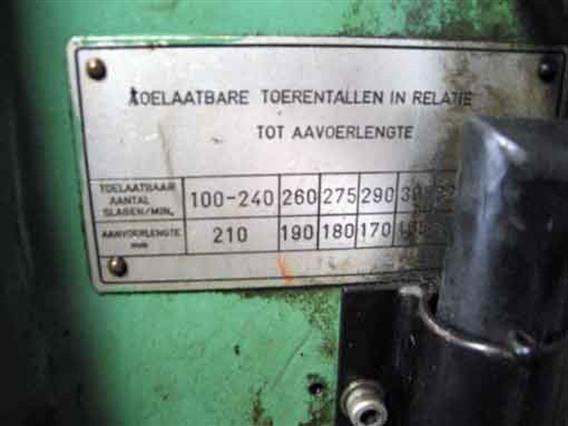 TOELAATBARE TOERENTALLEN IN RELATIE
TOT AAVOERLENGTE
TOELAATBAAR AANTAL SLAGEN/MIN. 100-240 260 275 290
AANVOERLENGTE mm 210 190 180 170